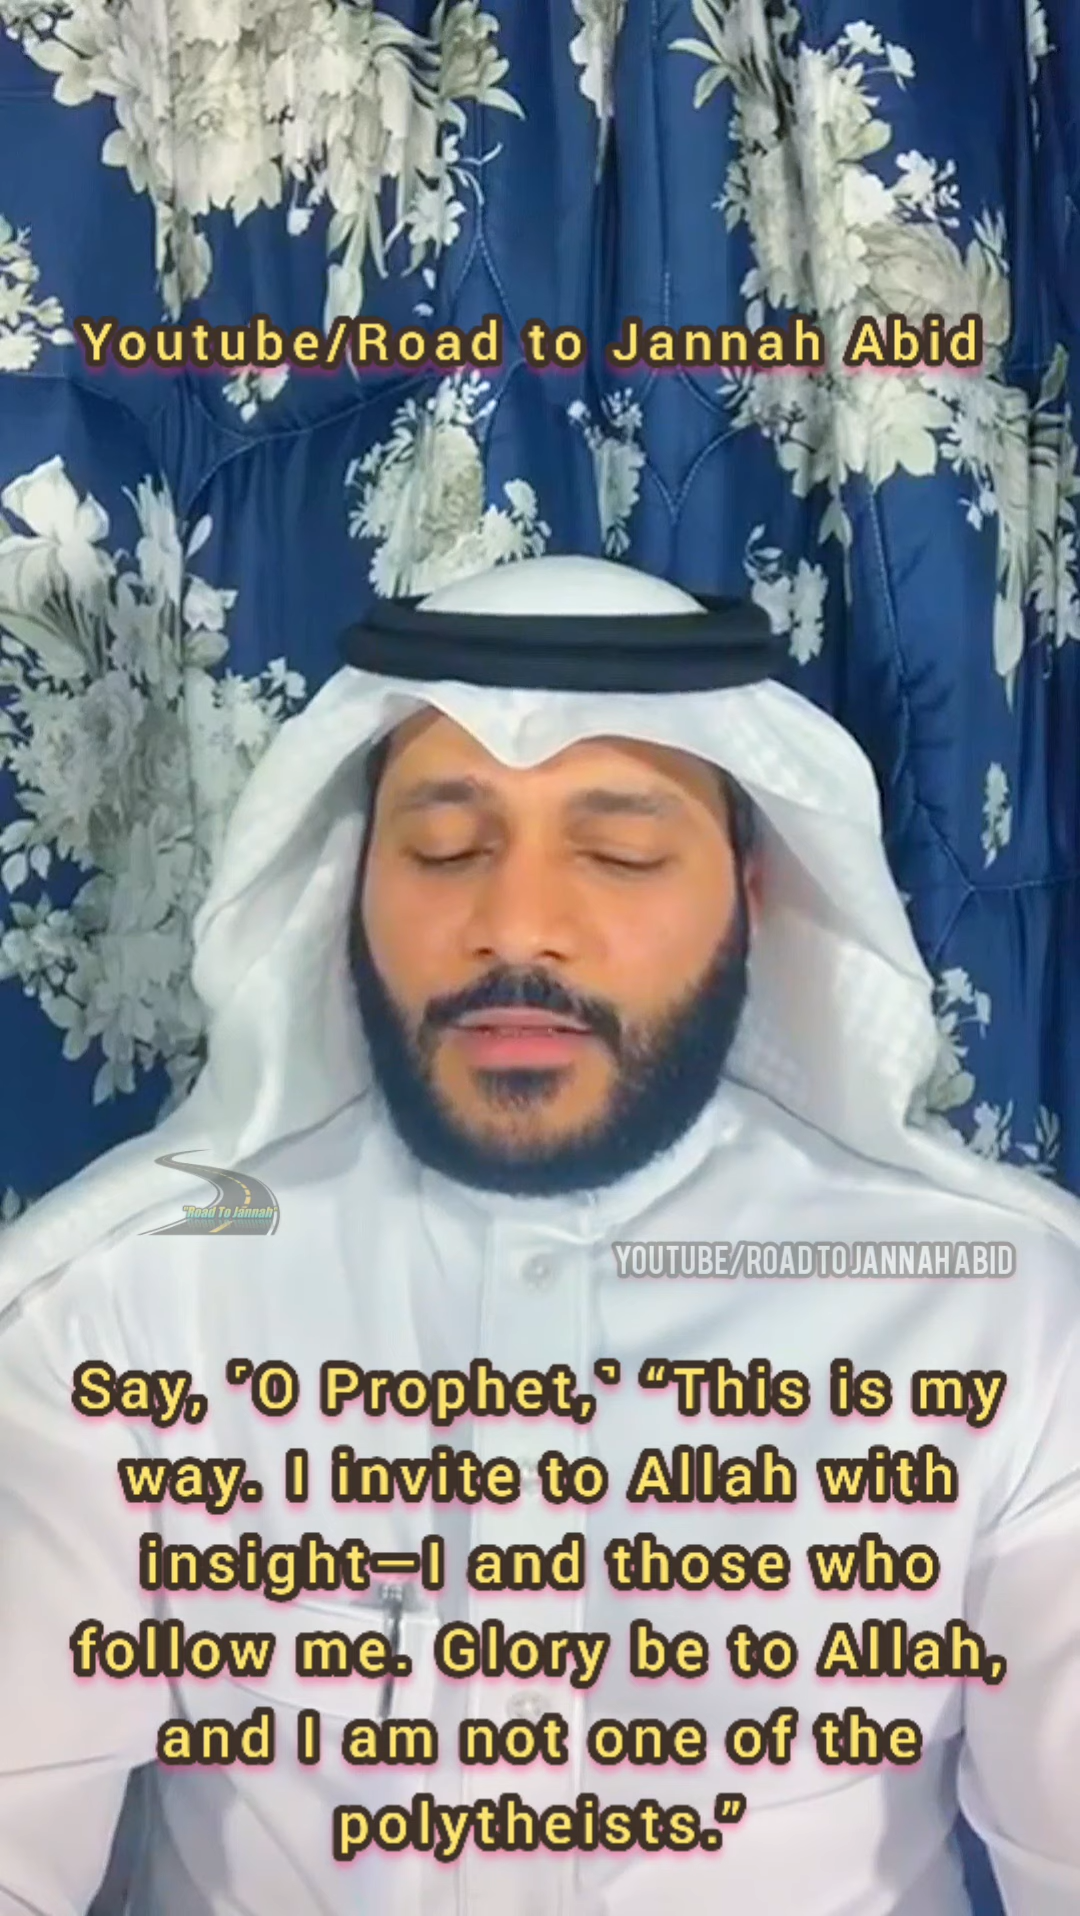 Youtube/Road to Jannah Abid
"Road To Jannah"
YOUTUBE/ROAD TO JANNAH ABID
Say, ˹O Prophet,˺ “This is my
way. I invite to Allah with
insight—I and those who
follow me. Glory be to Allah,
and I am not one of the
polytheists.”